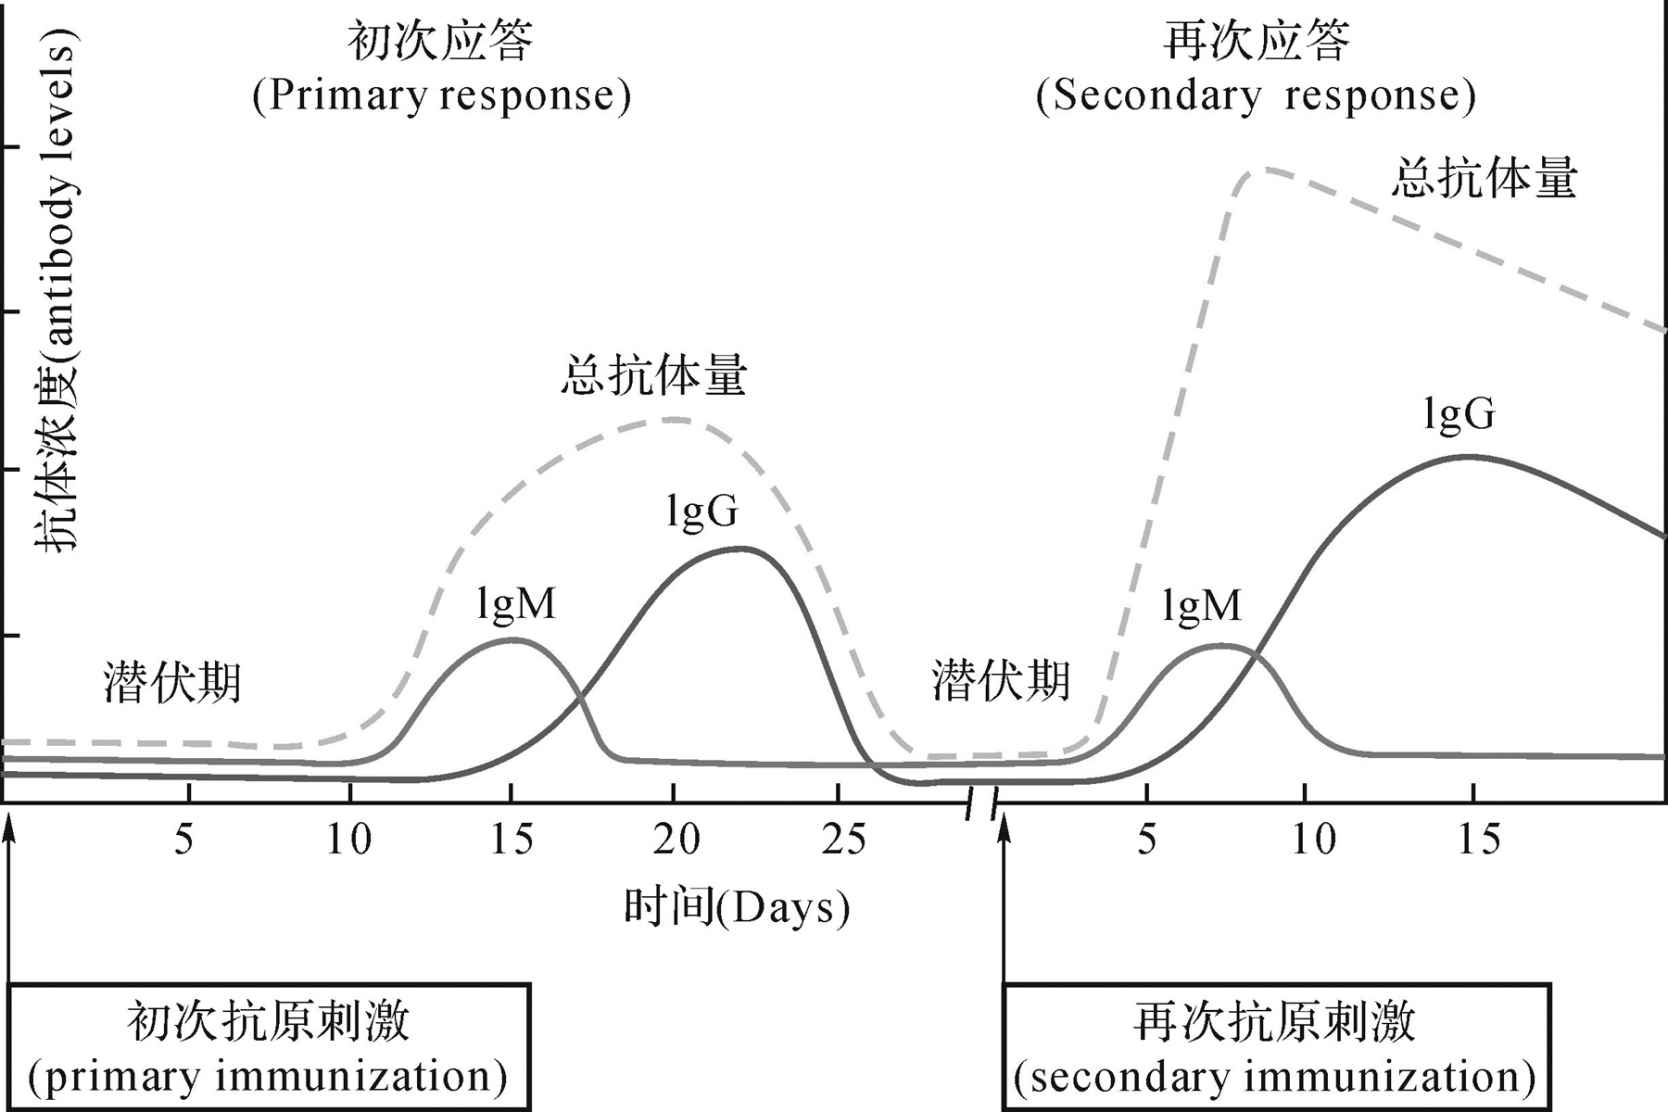 初次应答
(Primary response)
再次应答
(Secondary response)
抗体浓度(antibody levels)
总抗体量
总抗体量
lgG
lgG
lgM
lgM
潜伏期
潜伏期
5 10 15 20 25 5 10 15
时间(Days)
初次抗原刺激
(primary immunization)
再次抗原刺激
(secondary immunization)